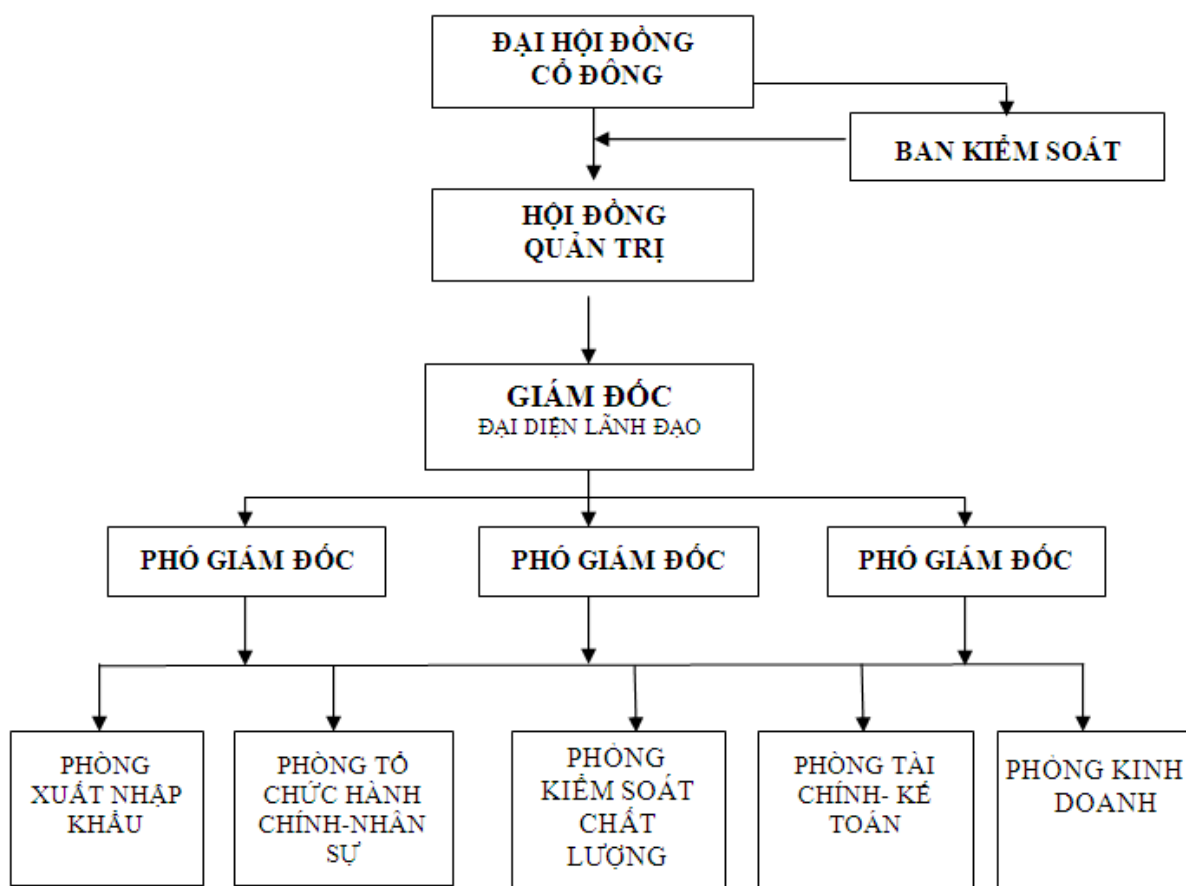 ĐẠI HỘI ĐỒNG
CỔ ĐÔNG
BAN KIỂM SOÁT
HỘI ĐỒNG
QUẢN TRỊ
GIÁM ĐỐC
ĐẠI DIỆN LÃNH ĐẠO
PHÓ GIÁM ĐỐC
PHÓ GIÁM ĐỐC
PHÓ GIÁM ĐỐC
PHÒNG
XUẤT NHẬP
KHẨU
PHÒNG TỔ
CHỨC HÀNH
CHÍNH-NHÂN
SỰ
PHÒNG
KIỂM SOÁT
CHẤT
LƯỢNG
PHÒNG TÀI
CHÍNH- KẾ
TOÁN
PHÒNG KINH
DOANH